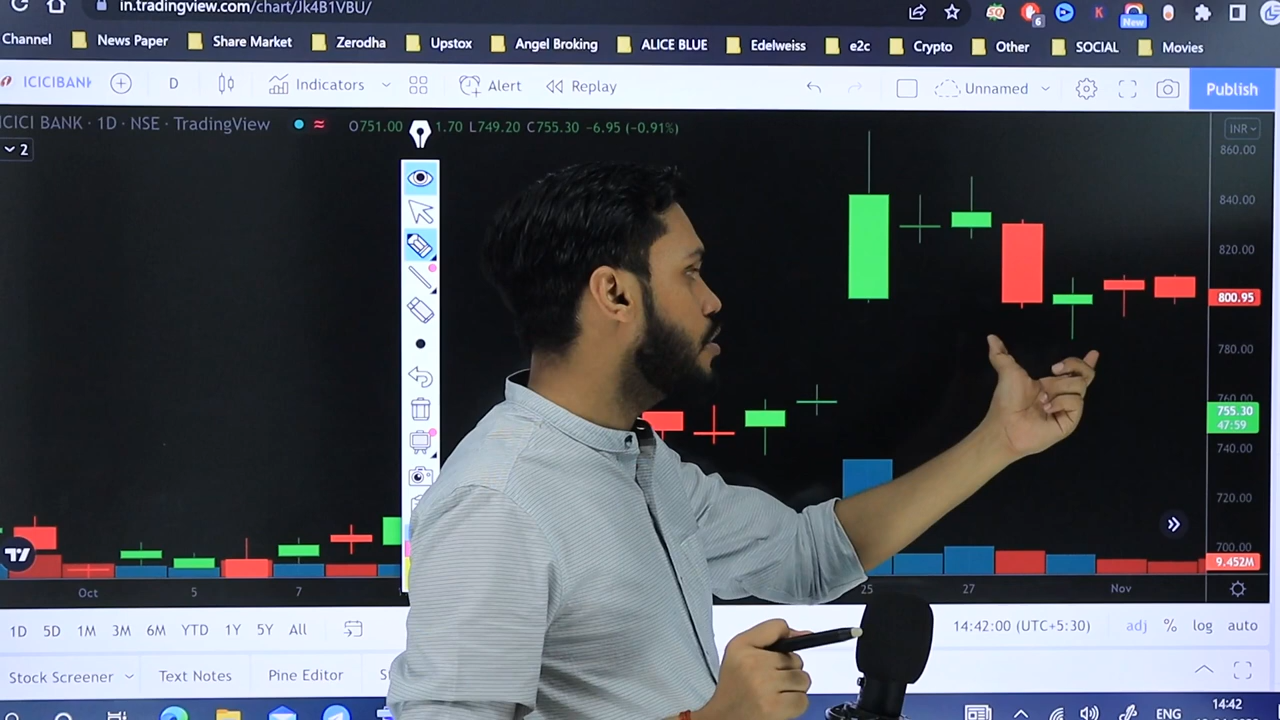 in.tradingview.com/chart/Jk4B1VBU/
6
New
Channel News Paper Share Market Zerodha Upstox Angel Broking ALICE BLUE Edelweiss e2c Crypto Other SOCIAL Movies
ICICIBANK D Indicators Alert Replay Unnamed Publish
ICICI BANK · 1D · NSE · TradingView O751.00 1.70 L749.20 C755.30 -6.95 (-0.91%) INR
2
860.00
840.00
820.00
800.95
780.00
760.00
755.30
47:59
740.00
720.00
700.00
9.452M
Oct 5 7 25 27 Nov
1D 5D 1M 3M 6M YTD 1Y 5Y All 14:42:00 (UTC+5:30) adj % log auto
Stock Screener Text Notes Pine Editor
ENG 14:42